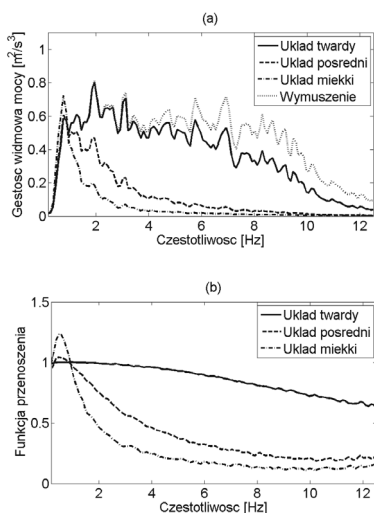 (a)
Gestosc widmowa mocy [m²/s³]
1
0.8
0.6
0.4
0.2
0
Uklad twardy
Uklad posredni
Uklad miekki
Wymuszenie
2
4
6
8
10
12
Czestotliwosc [Hz]
(b)
Funkcja przenoszenia
1.5
1
0.5
0
Uklad twardy
Uklad posredni
Uklad miekki
2
4
6
8
10
12
Czestotliwosc [Hz]